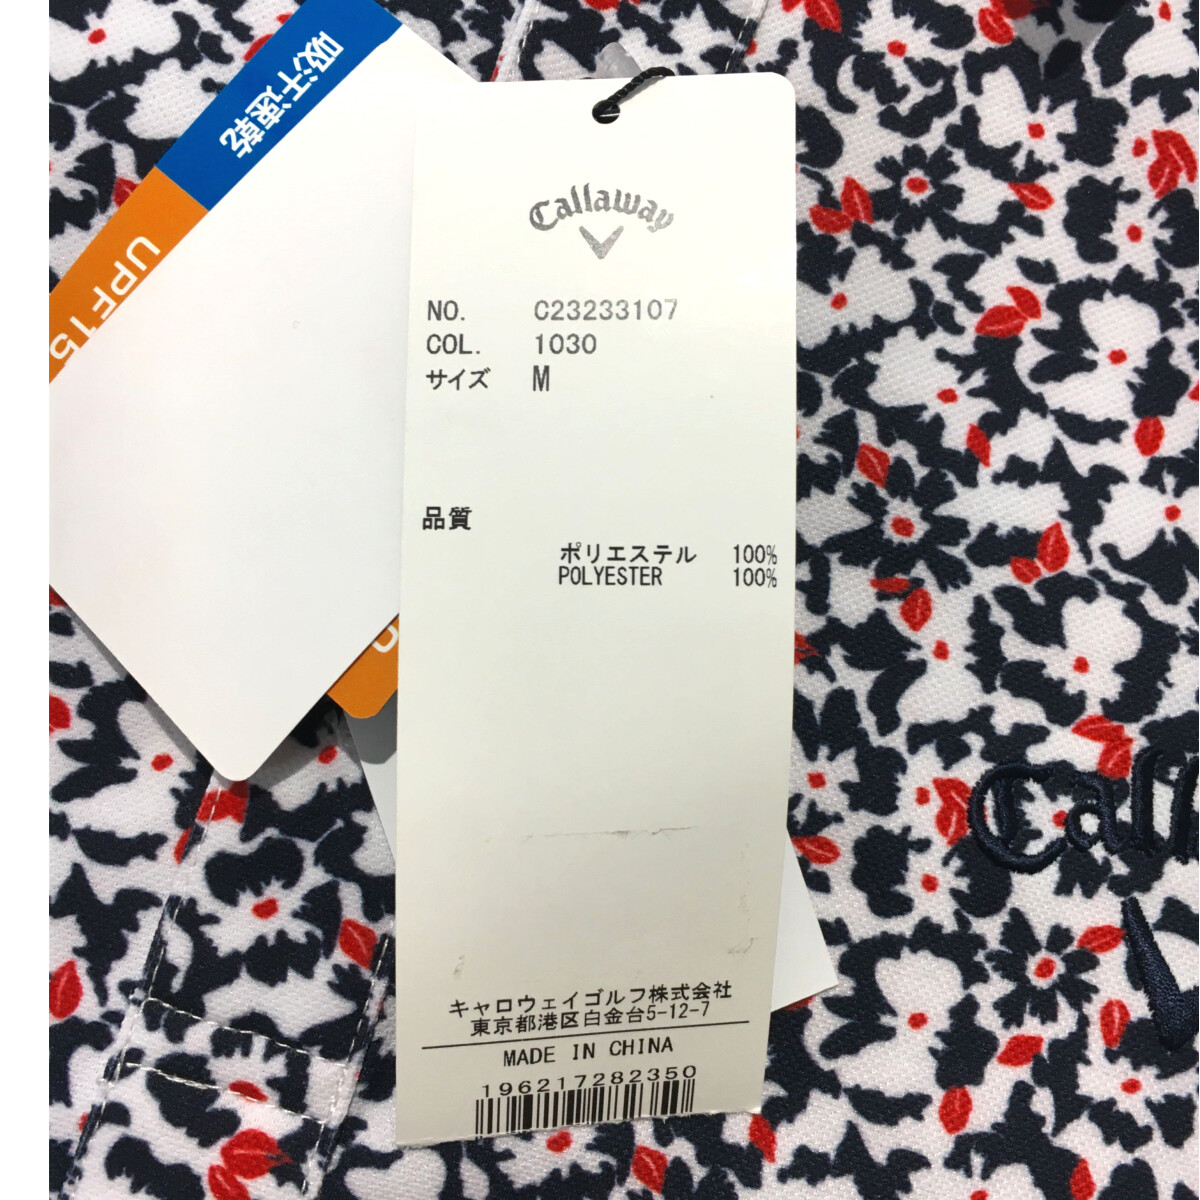 吸汗速乾
UPF15
Callaway
NO. C23233107
COL. 1030
サイズ M
品質
ポリエステル 100%
POLYESTER 100%
キャロウェイゴルフ株式会社
東京都港区白金台5-12-7
MADE IN CHINA
196217282350